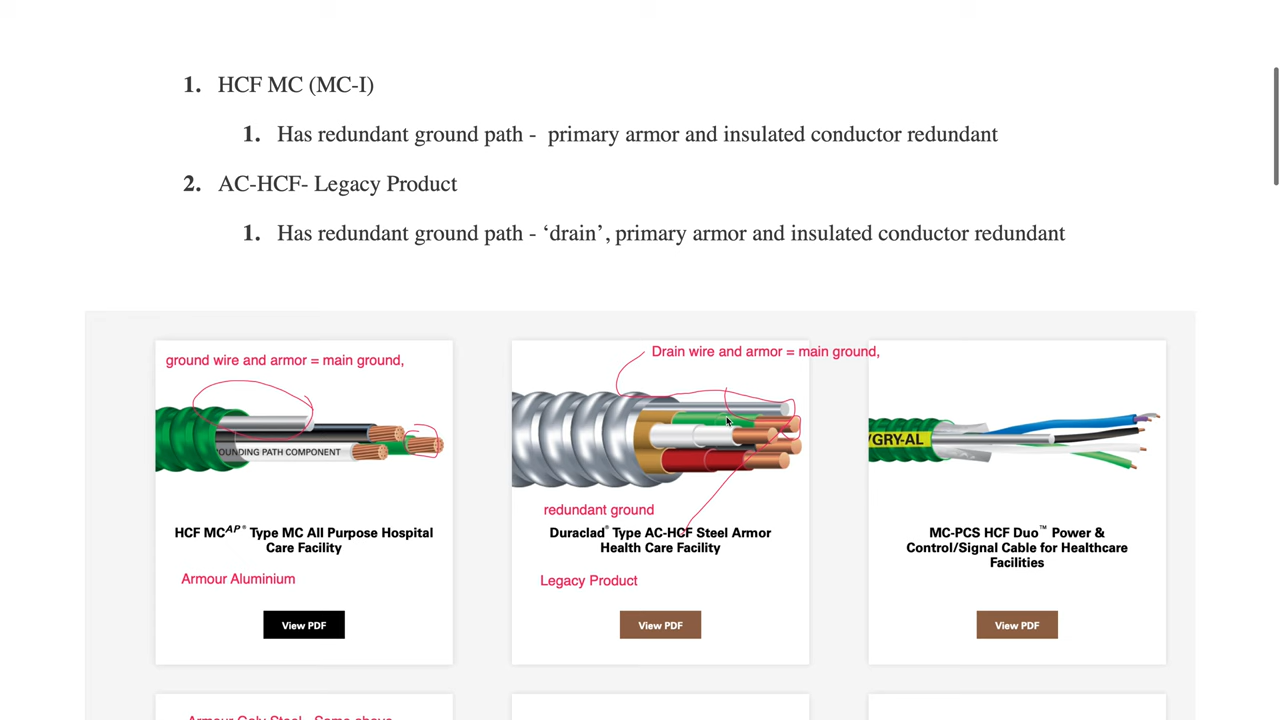 1. HCF MC (MC-I)
1. Has redundant ground path - primary armor and insulated conductor redundant
2. AC-HCF- Legacy Product
1. Has redundant ground path - ‘drain’, primary armor and insulated conductor redundant
ground wire and armor = main ground,
OUNDING PATH COMPONENT
HCF MCAP® Type MC All Purpose Hospital
Care Facility
Armour Aluminium
View PDF
Drain wire and armor = main ground,
redundant ground
Duraclad® Type AC-HCF Steel Armor
Health Care Facility
Legacy Product
View PDF
/GRY-AL
MC-PCS HCF Duo™ Power &
Control/Signal Cable for Healthcare
Facilities
View PDF